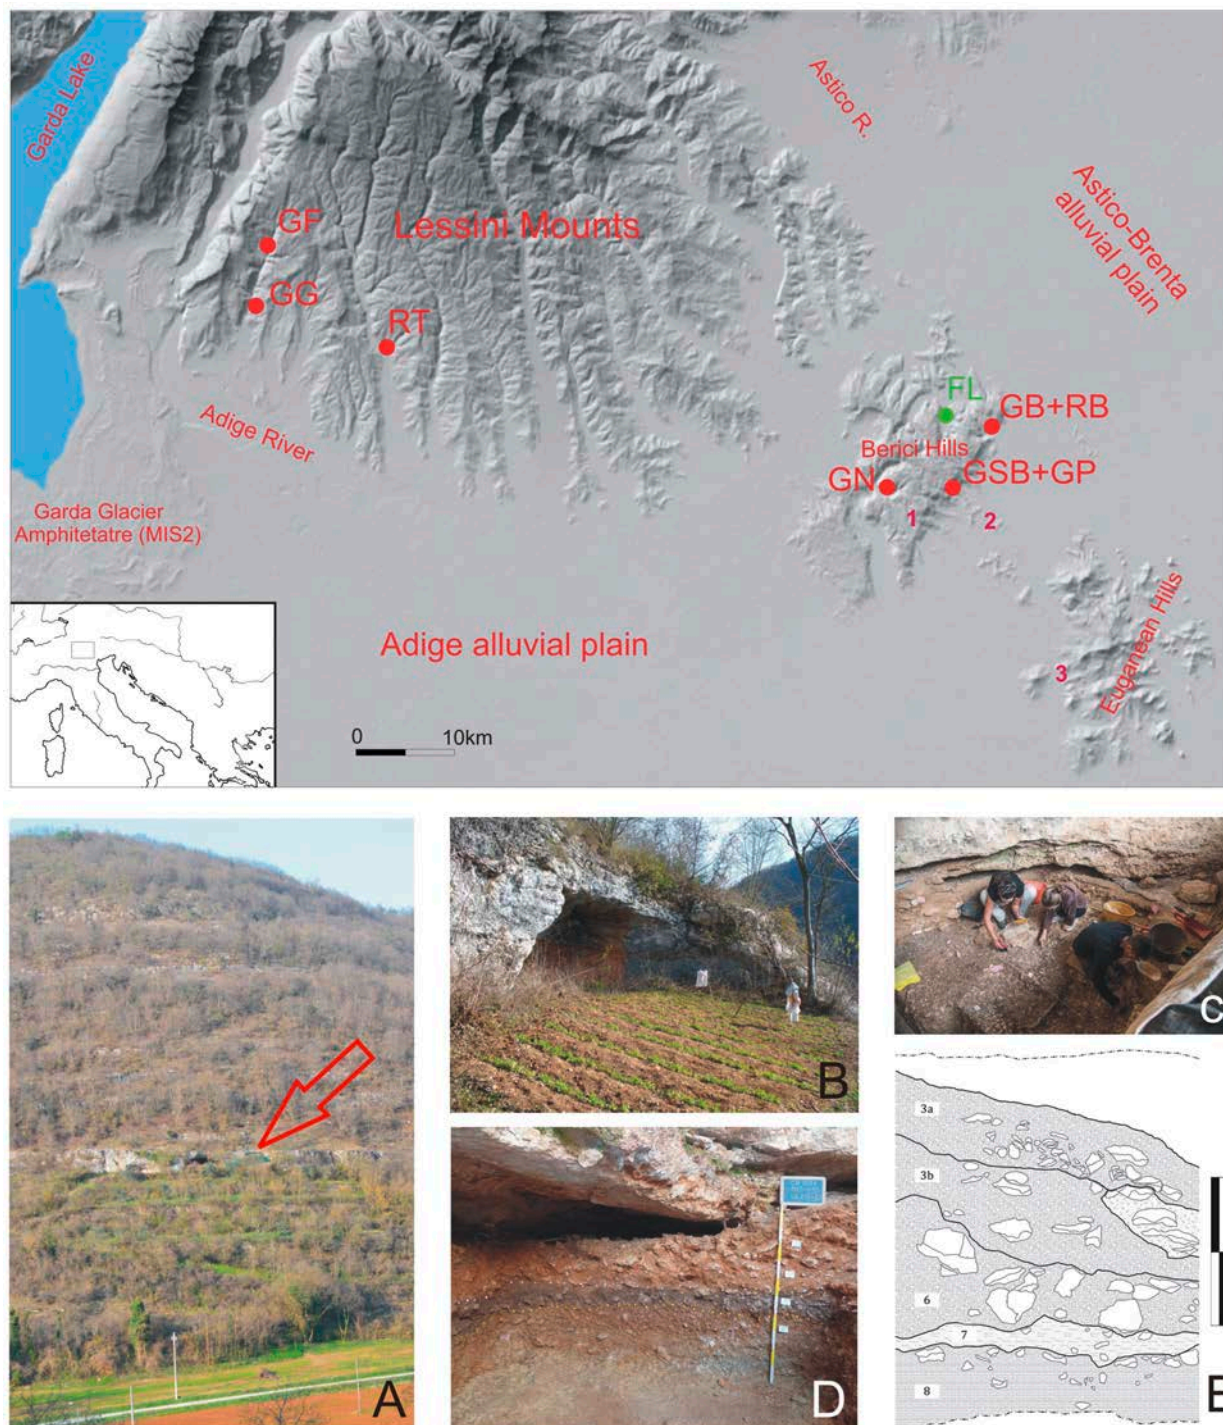 Garda Lake
Astico R.
Astico-Brenta
alluvial plain
GF
Lessini Mounts
GG
RT
FL
GB+RB
Adige River
Berici Hills
GN
GSB+GP
1
2
Garda Glacier
Amphitetatre (MIS2)
Adige alluvial plain
3
Euganean Hills
0
10km
A
B
C
D
3a
3b
6
7
8
E